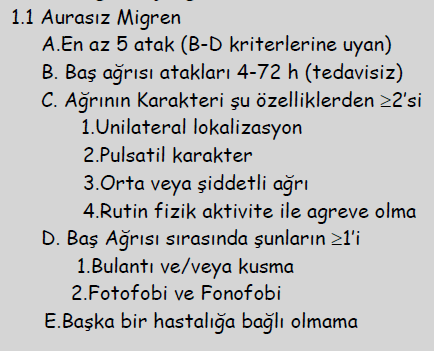 1.1 Aurasız Migren
A.En az 5 atak (B-D kriterlerine uyan)
B. Baş ağrısı atakları 4-72 h (tedavisiz)
C. Ağrının Karakteri şu özelliklerden ≥2'si
1.Unilateral lokalizasyon
2.Pulsatil karakter
3.Orta veya şiddetli ağrı
4.Rutin fizik aktivite ile agreve olma
D. Baş Ağrısı sırasında şunların ≥1'i
1.Bulantı ve/veya kusma
2.Fotofobi ve Fonofobi
E.Başka bir hastalığa bağlı olmama